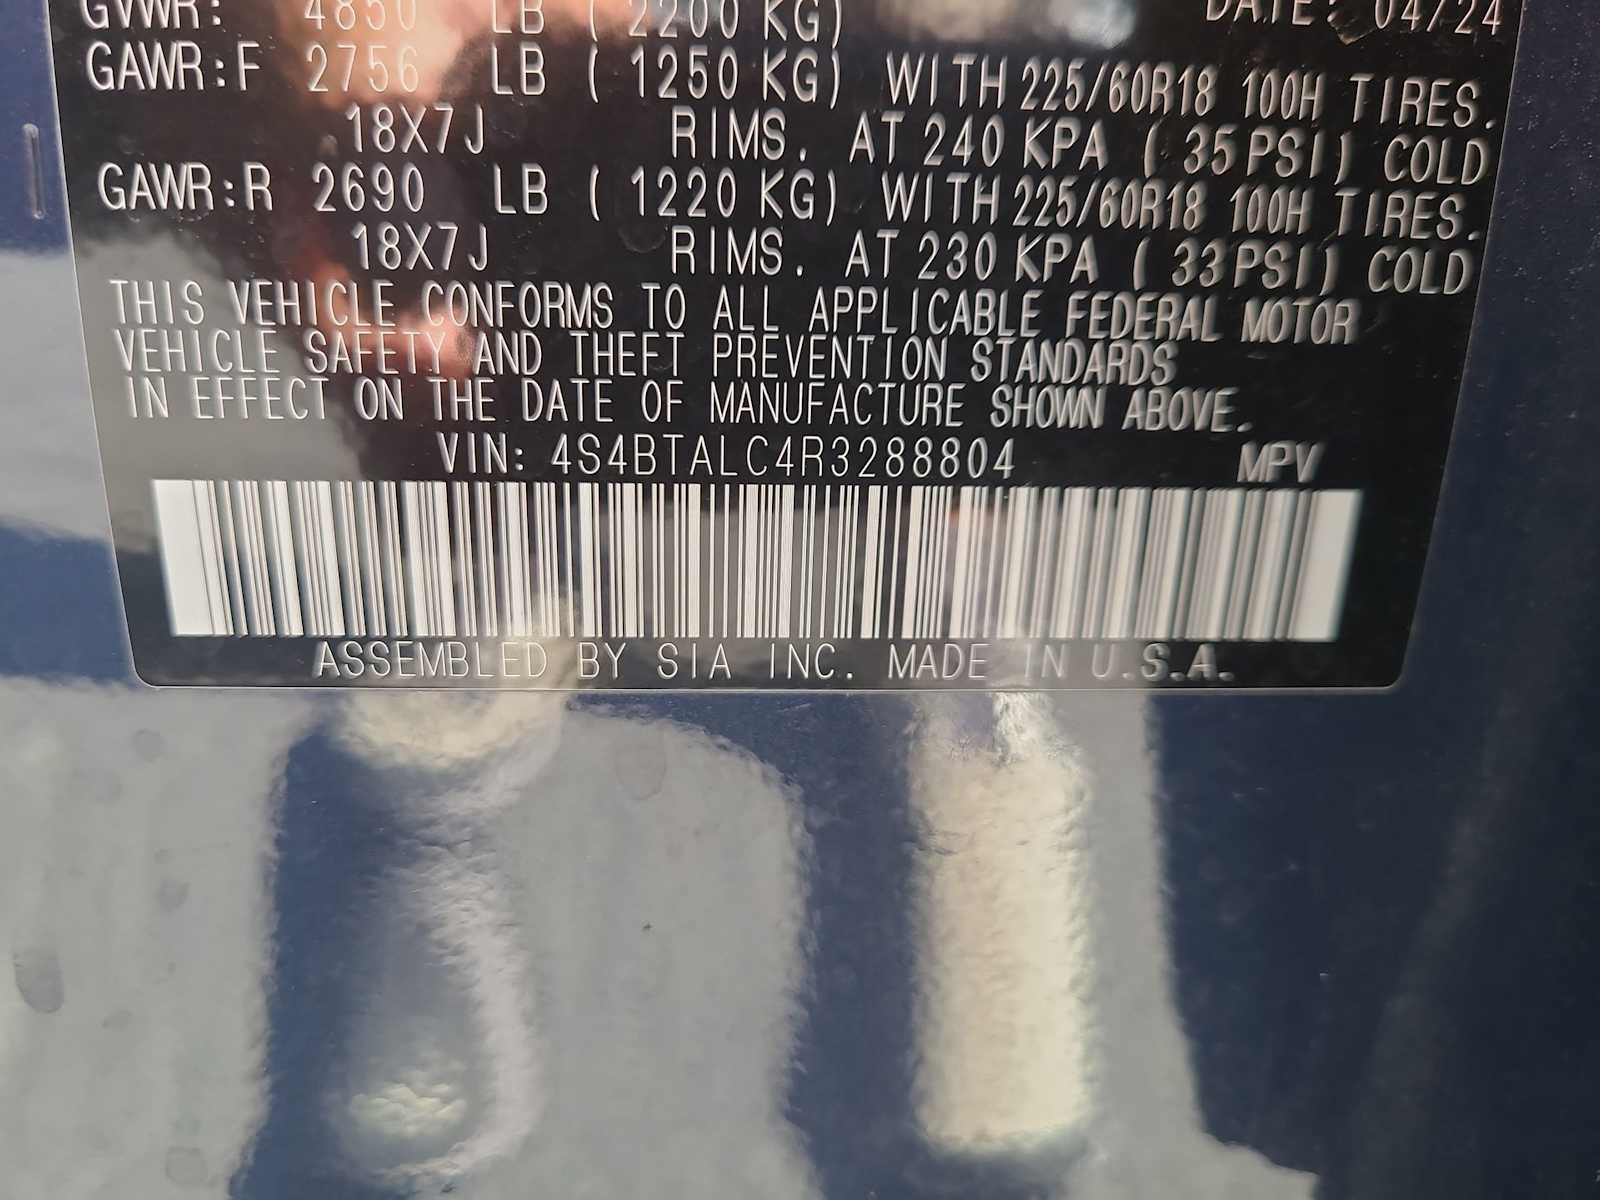 GVWR: 4850 LB ( 2200 KG) DATE: 04/24
GAWR:F 2756 LB ( 1250 KG) WITH 225/60R18 100H TIRES.
18X7J RIMS. AT 240 KPA ( 35 PSI) COLD
GAWR:R 2690 LB ( 1220 KG) WITH 225/60R18 100H TIRES.
18X7J RIMS. AT 230 KPA ( 33 PSI) COLD
THIS VEHICLE CONFORMS TO ALL APPLICABLE FEDERAL MOTOR
VEHICLE SAFETY AND THEFT PREVENTION STANDARDS
IN EFFECT ON THE DATE OF MANUFACTURE SHOWN ABOVE.
VIN: 4S4BTALC4R3288804 MPV
ASSEMBLED BY SIA INC. MADE IN U.S.A.